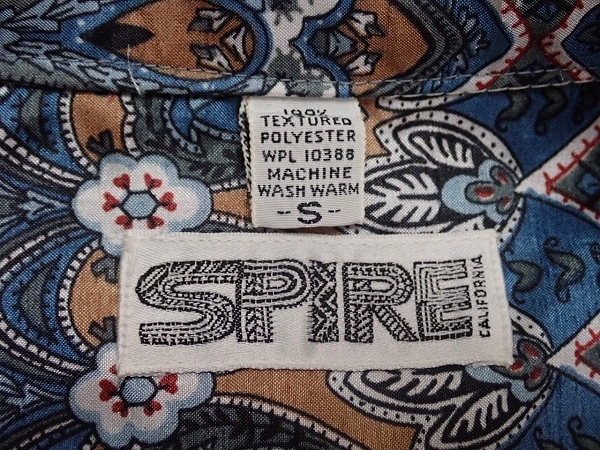 100%
TEXTURED
POLYESTER
WPL 10388
MACHINE
WASH WARM
-S-
SPIRE
CALIFORNIA